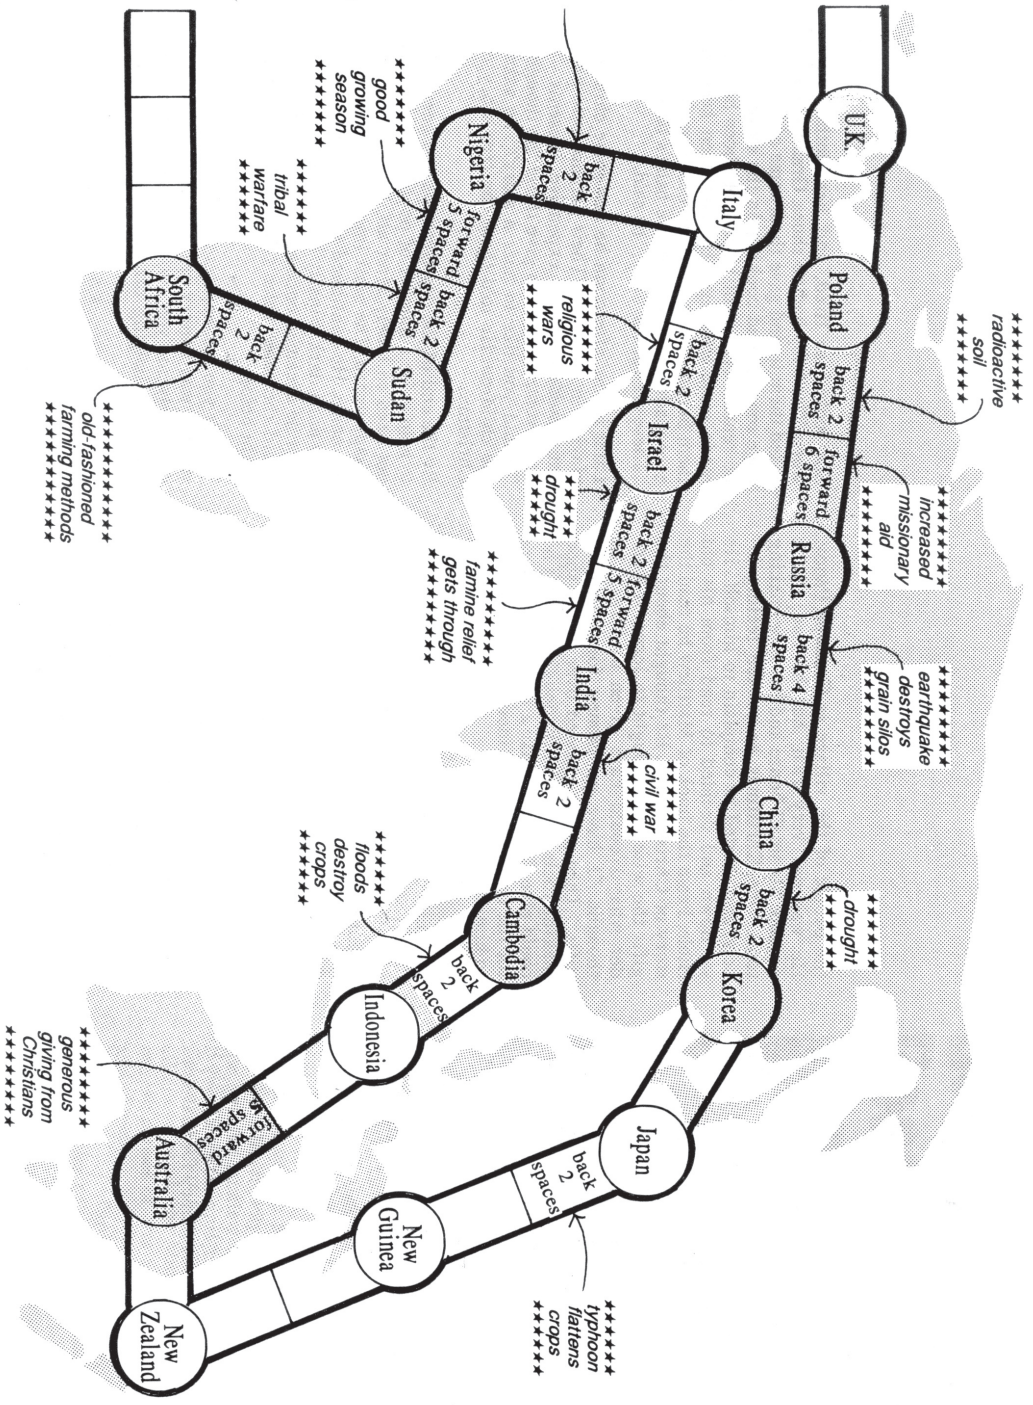 U.K.
Poland
radioactive
soil
back 2
spaces
increased
missionary
aid
forward
6 spaces
Russia
earthquake
destroys
grain silos
back 4
spaces
China
drought
back 2
spaces
Korea
Japan
back
2
spaces
typhoon
flattens
crops
New
Guinea
New
Zealand
Australia
generous
giving from
Christians
forward
5
spaces
Indonesia
floods
destroy
crops
back
2
spaces
Cambodia
back 2
spaces
civil war
India
forward
5 spaces
famine relief
gets through
back 2
spaces
drought
Israel
back 2
spaces
religious
wars
Italy
back
2
spaces
Nigeria
good
growing
season
forward
5 spaces
tribal
warfare
back 2
spaces
Sudan
back
2
spaces
old-fashioned
farming methods
South
Africa